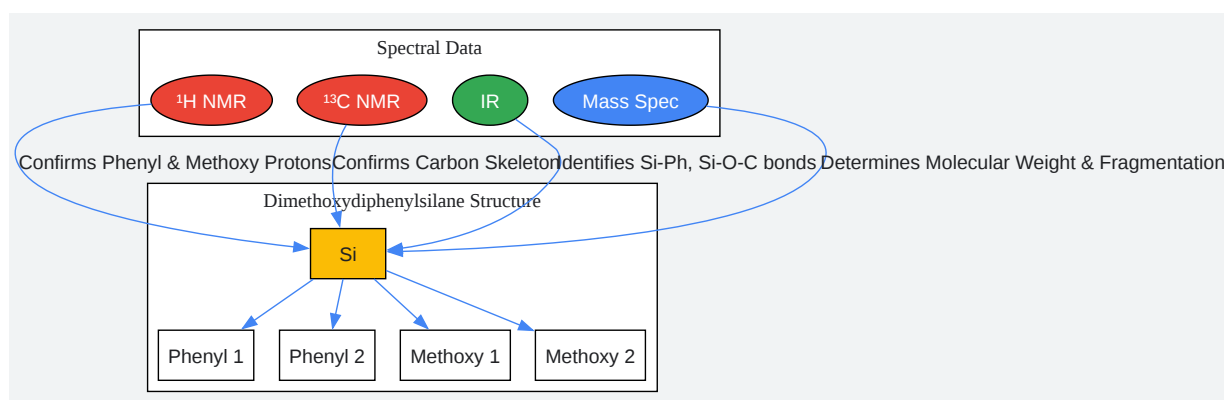 Spectral Data
¹H NMR
¹³C NMR
IR
Mass Spec
Confirms Phenyl & Methoxy Protons
Confirms Carbon Skeleton
Identifies Si-Ph, Si-O-C bonds
Determines Molecular Weight & Fragmentation
Dimethoxydiphenylsilane Structure
Si
Phenyl 1
Phenyl 2
Methoxy 1
Methoxy 2